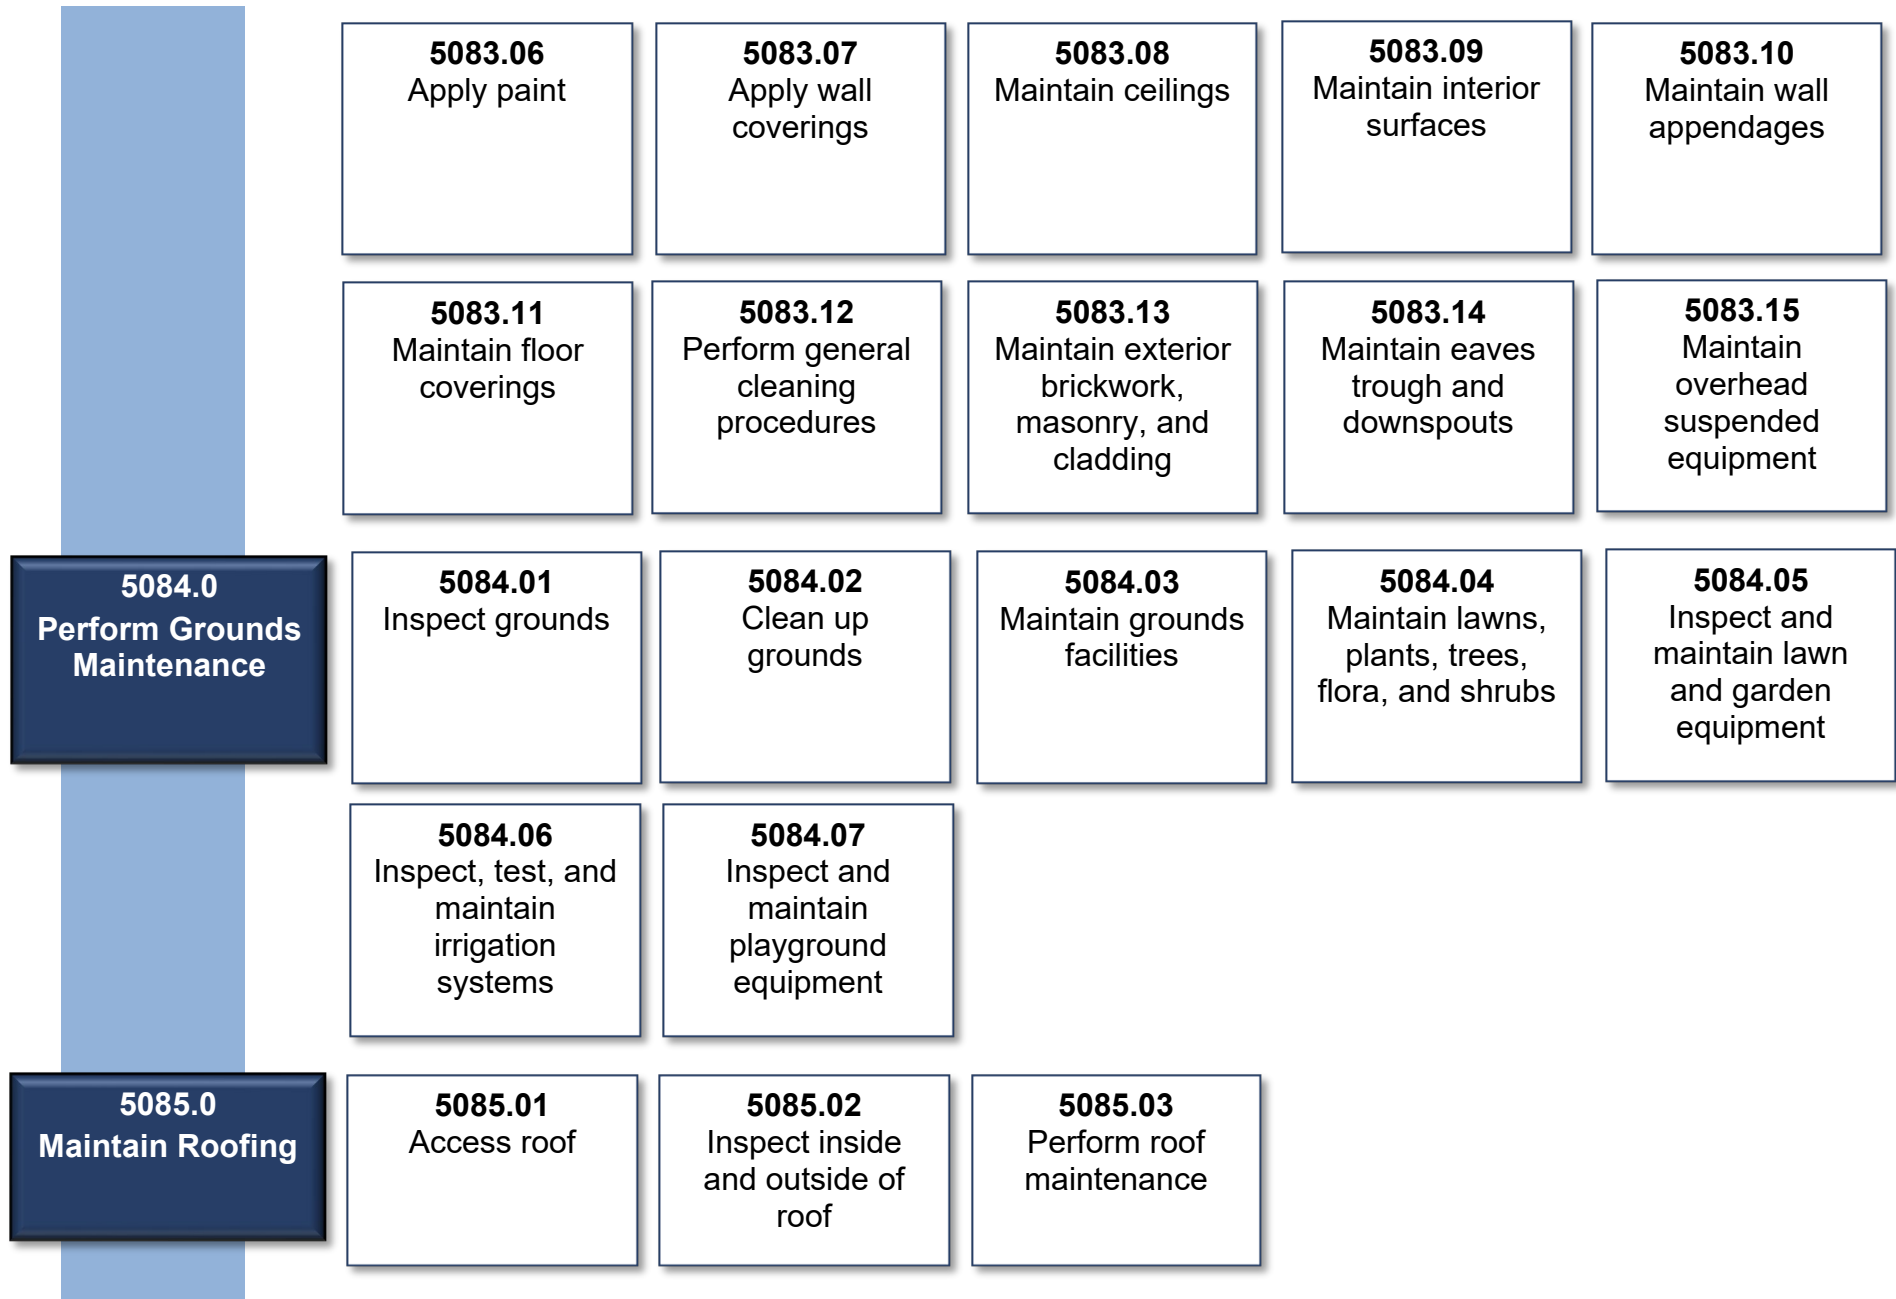 5083.06
Apply paint
5083.07
Apply wall
coverings
5083.08
Maintain ceilings
5083.09
Maintain interior
surfaces
5083.10
Maintain wall
appendages
5083.11
Maintain floor
coverings
5083.12
Perform general
cleaning
procedures
5083.13
Maintain exterior
brickwork,
masonry, and
cladding
5083.14
Maintain eaves
trough and
downspouts
5083.15
Maintain
overhead
suspended
equipment
5084.0
Perform Grounds
Maintenance
5084.01
Inspect grounds
5084.02
Clean up
grounds
5084.03
Maintain grounds
facilities
5084.04
Maintain lawns,
plants, trees,
flora, and shrubs
5084.05
Inspect and
maintain lawn
and garden
equipment
5084.06
Inspect, test, and
maintain
irrigation
systems
5084.07
Inspect and
maintain
playground
equipment
5085.0
Maintain Roofing
5085.01
Access roof
5085.02
Inspect inside
and outside of
roof
5085.03
Perform roof
maintenance